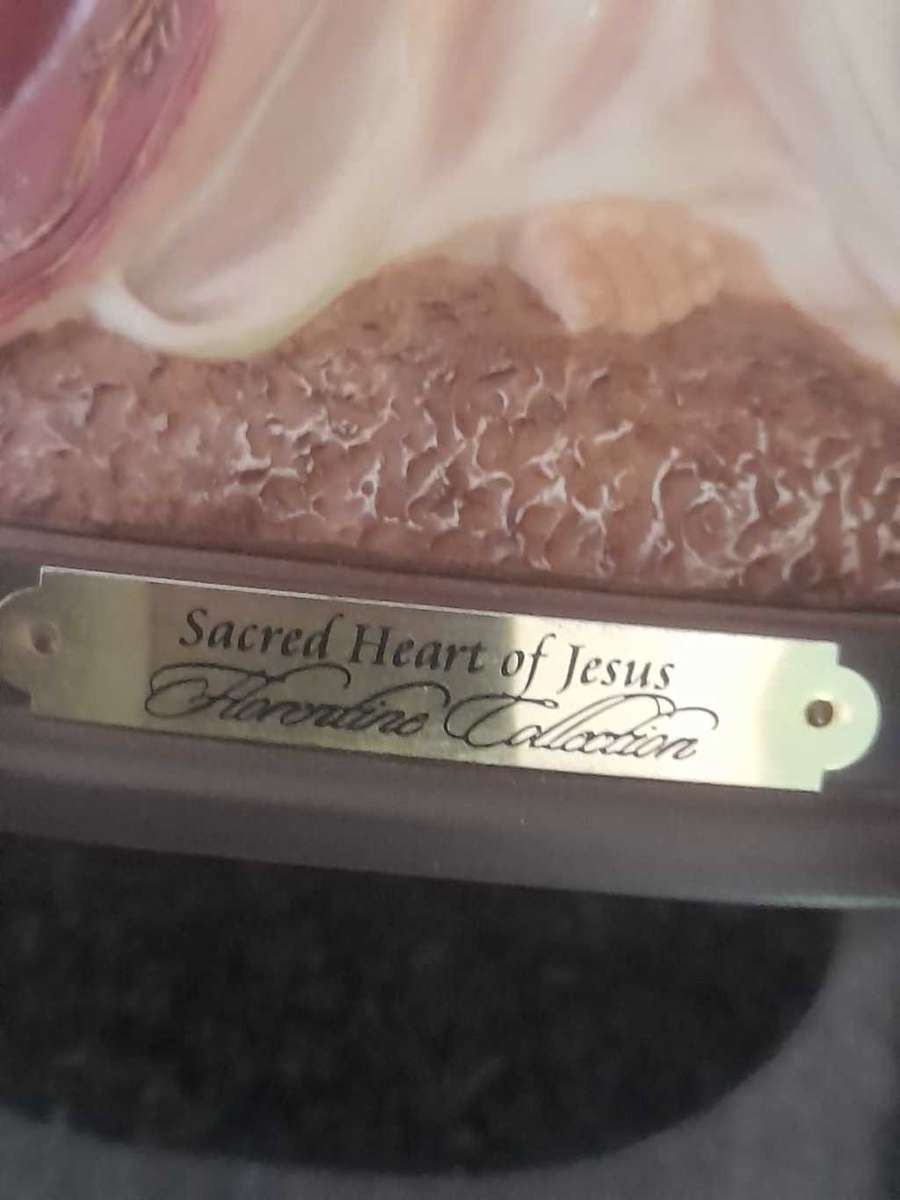 Sacred Heart of Jesus
Florentine Collection